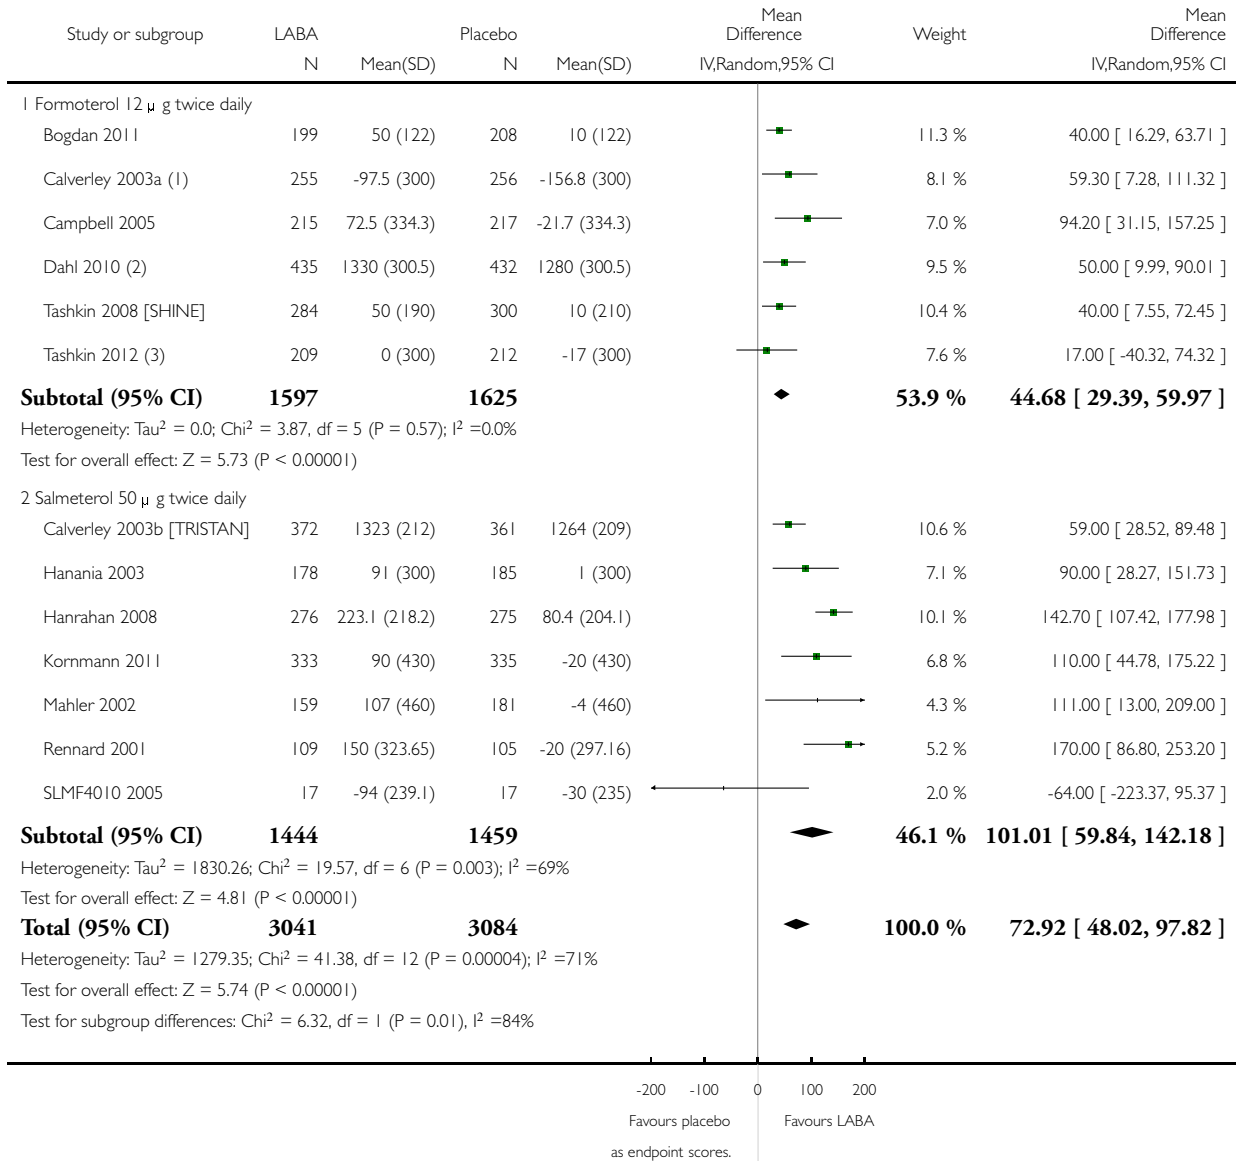 Study or subgroup LABA Placebo Mean Difference Weight Mean Difference
N Mean(SD) N Mean(SD) IV,Random,95% CI IV,Random,95% CI
1 Formoterol 12 μ g twice daily
Bogdan 2011 199 50 (122) 208 10 (122) 11.3 % 40.00 [ 16.29, 63.71 ]
Calverley 2003a (1) 255 -97.5 (300) 256 -156.8 (300) 8.1 % 59.30 [ 7.28, 111.32 ]
Campbell 2005 215 72.5 (334.3) 217 -21.7 (334.3) 7.0 % 94.20 [ 31.15, 157.25 ]
Dahl 2010 (2) 435 1330 (300.5) 432 1280 (300.5) 9.5 % 50.00 [ 9.99, 90.01 ]
Tashkin 2008 [SHINE] 284 50 (190) 300 10 (210) 10.4 % 40.00 [ 7.55, 72.45 ]
Tashkin 2012 (3) 209 0 (300) 212 -17 (300) 7.6 % 17.00 [ -40.32, 74.32 ]
Subtotal (95% CI) 1597 1625 53.9 % 44.68 [ 29.39, 59.97 ]
Heterogeneity: Tau² = 0.0; Chi² = 3.87, df = 5 (P = 0.57); I² =0.0%
Test for overall effect: Z = 5.73 (P < 0.00001)
2 Salmeterol 50 μ g twice daily
Calverley 2003b [TRISTAN] 372 1323 (212) 361 1264 (209) 10.6 % 59.00 [ 28.52, 89.48 ]
Hanania 2003 178 91 (300) 185 1 (300) 7.1 % 90.00 [ 28.27, 151.73 ]
Hanrahan 2008 276 223.1 (218.2) 275 80.4 (204.1) 10.1 % 142.70 [ 107.42, 177.98 ]
Kornmann 2011 333 90 (430) 335 -20 (430) 6.8 % 110.00 [ 44.78, 175.22 ]
Mahler 2002 159 107 (460) 181 -4 (460) 4.3 % 111.00 [ 13.00, 209.00 ]
Rennard 2001 109 150 (323.65) 105 -20 (297.16) 5.2 % 170.00 [ 86.80, 253.20 ]
SLMF4010 2005 17 -94 (239.1) 17 -30 (235) 2.0 % -64.00 [ -223.37, 95.37 ]
Subtotal (95% CI) 1444 1459 46.1 % 101.01 [ 59.84, 142.18 ]
Heterogeneity: Tau² = 1830.26; Chi² = 19.57, df = 6 (P = 0.003); I² =69%
Test for overall effect: Z = 4.81 (P < 0.00001)
Total (95% CI) 3041 3084 100.0 % 72.92 [ 48.02, 97.82 ]
Heterogeneity: Tau² = 1279.35; Chi² = 41.38, df = 12 (P = 0.00004); I² =71%
Test for overall effect: Z = 5.74 (P < 0.00001)
Test for subgroup differences: Chi² = 6.32, df = 1 (P = 0.01), I² =84%
-200 -100 0 100 200
Favours placebo Favours LABA
as endpoint scores.